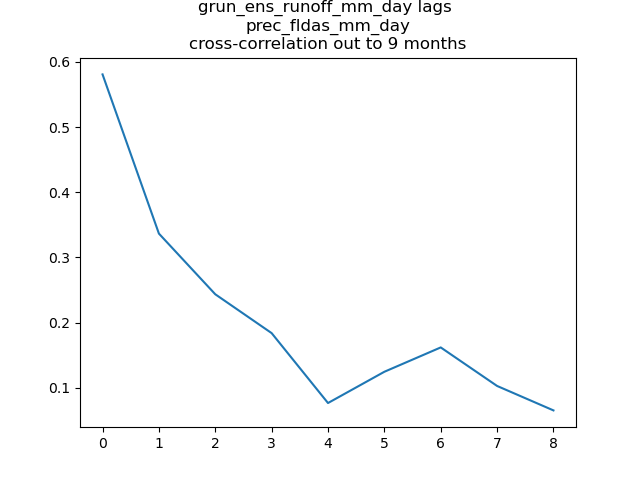 grun_ens_runoff_mm_day lags
prec_fldas_mm_day
cross-correlation out to 9 months
0.6
0.5
0.4
0.3
0.2
0.1
0 1 2 3 4 5 6 7 8